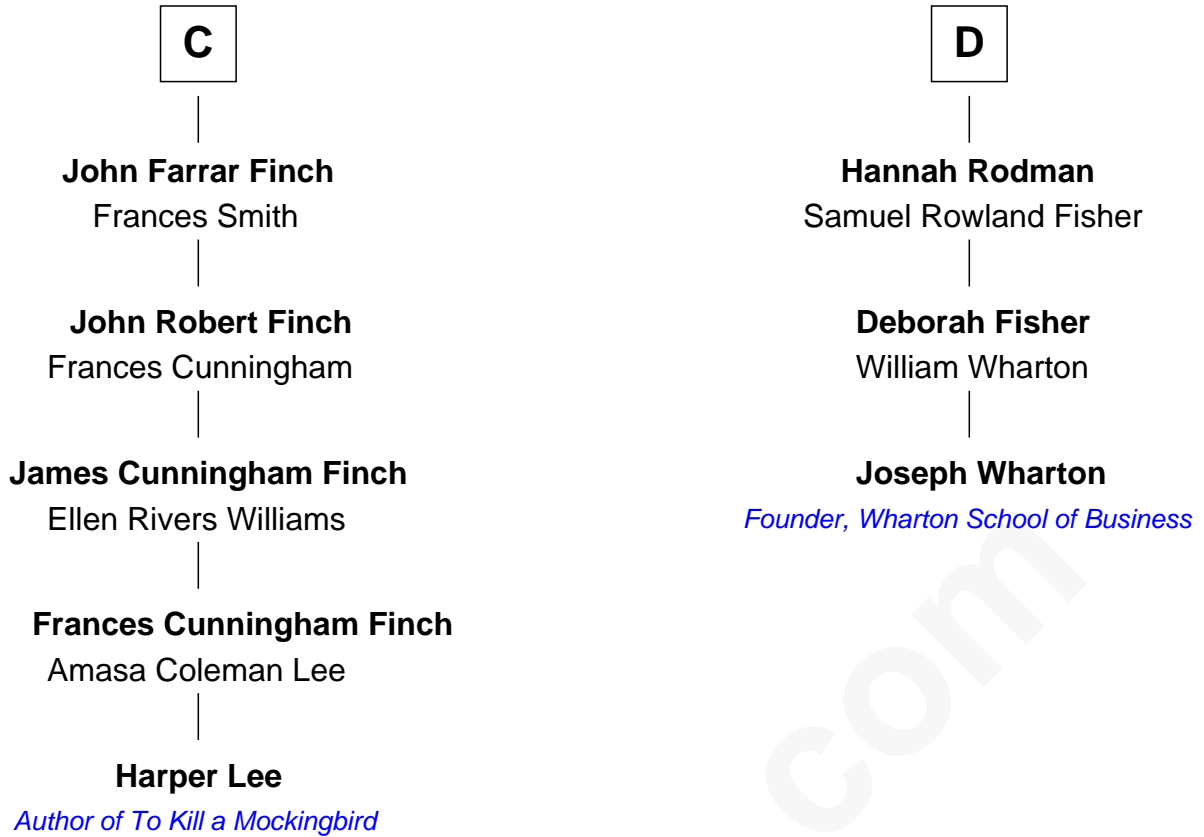 C
John Farrar Finch
Frances Smith
John Robert Finch
Frances Cunningham
James Cunningham Finch
Ellen Rivers Williams
Frances Cunningham Finch
Amasa Coleman Lee
Harper Lee
Author of To Kill a Mockingbird
D
Hannah Rodman
Samuel Rowland Fisher
Deborah Fisher
William Wharton
Joseph Wharton
Founder, Wharton School of Business
com